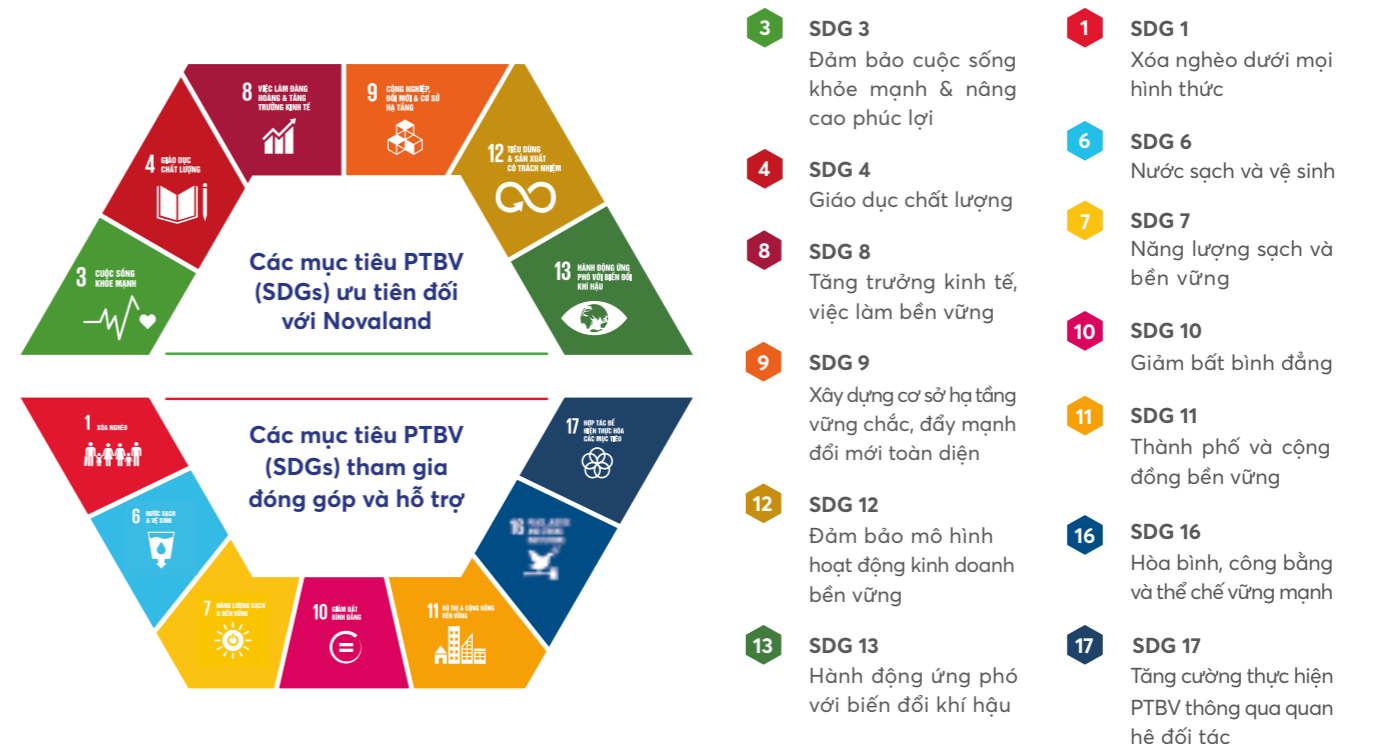 8 VIỆC LÀM ĐÀNG
HOÀNG & TĂNG
TRƯỞNG KINH TẾ
9 CÔNG NGHIỆP,
ĐỔI MỚI & CƠ SỞ
HẠ TẦNG
4 GIÁO DỤC
CHẤT LƯỢNG
12 TIÊU DÙNG
& SẢN XUẤT
CÓ TRÁCH NHIỆM
3 CUỘC SỐNG
KHỎE MẠNH
13 HÀNH ĐỘNG ỨNG
PHÓ VỚI BIẾN ĐỔI
KHÍ HẬU
Các mục tiêu PTBV
(SDGs) ưu tiên đối
với Novaland
1 XÓA NGHÈO
17 HỢP TÁC ĐỂ
HIỆN THỰC HÓA
CÁC MỤC TIÊU
Các mục tiêu PTBV
(SDGs) tham gia
đóng góp và hỗ trợ
6 NƯỚC SẠCH
& VỆ SINH
16
7 NĂNG LƯỢNG SẠCH
& BỀN VỮNG
10 GIẢM BẤT
BÌNH ĐẲNG
11 ĐÔ THỊ & CỘNG ĐỒNG
BỀN VỮNG
3 SDG 3
Đảm bảo cuộc sống
khỏe mạnh & nâng
cao phúc lợi
4 SDG 4
Giáo dục chất lượng
8 SDG 8
Tăng trưởng kinh tế,
việc làm bền vững
9 SDG 9
Xây dựng cơ sở hạ tầng
vững chắc, đẩy mạnh
đổi mới toàn diện
12 SDG 12
Đảm bảo mô hình
hoạt động kinh doanh
bền vững
13 SDG 13
Hành động ứng phó
với biến đổi khí hậu
1 SDG 1
Xóa nghèo dưới mọi
hình thức
6 SDG 6
Nước sạch và vệ sinh
7 SDG 7
Năng lượng sạch và
bền vững
10 SDG 10
Giảm bất bình đẳng
11 SDG 11
Thành phố và cộng
đồng bền vững
16 SDG 16
Hòa bình, công bằng
và thể chế vững mạnh
17 SDG 17
Tăng cường thực hiện
PTBV thông qua quan
hệ đối tác